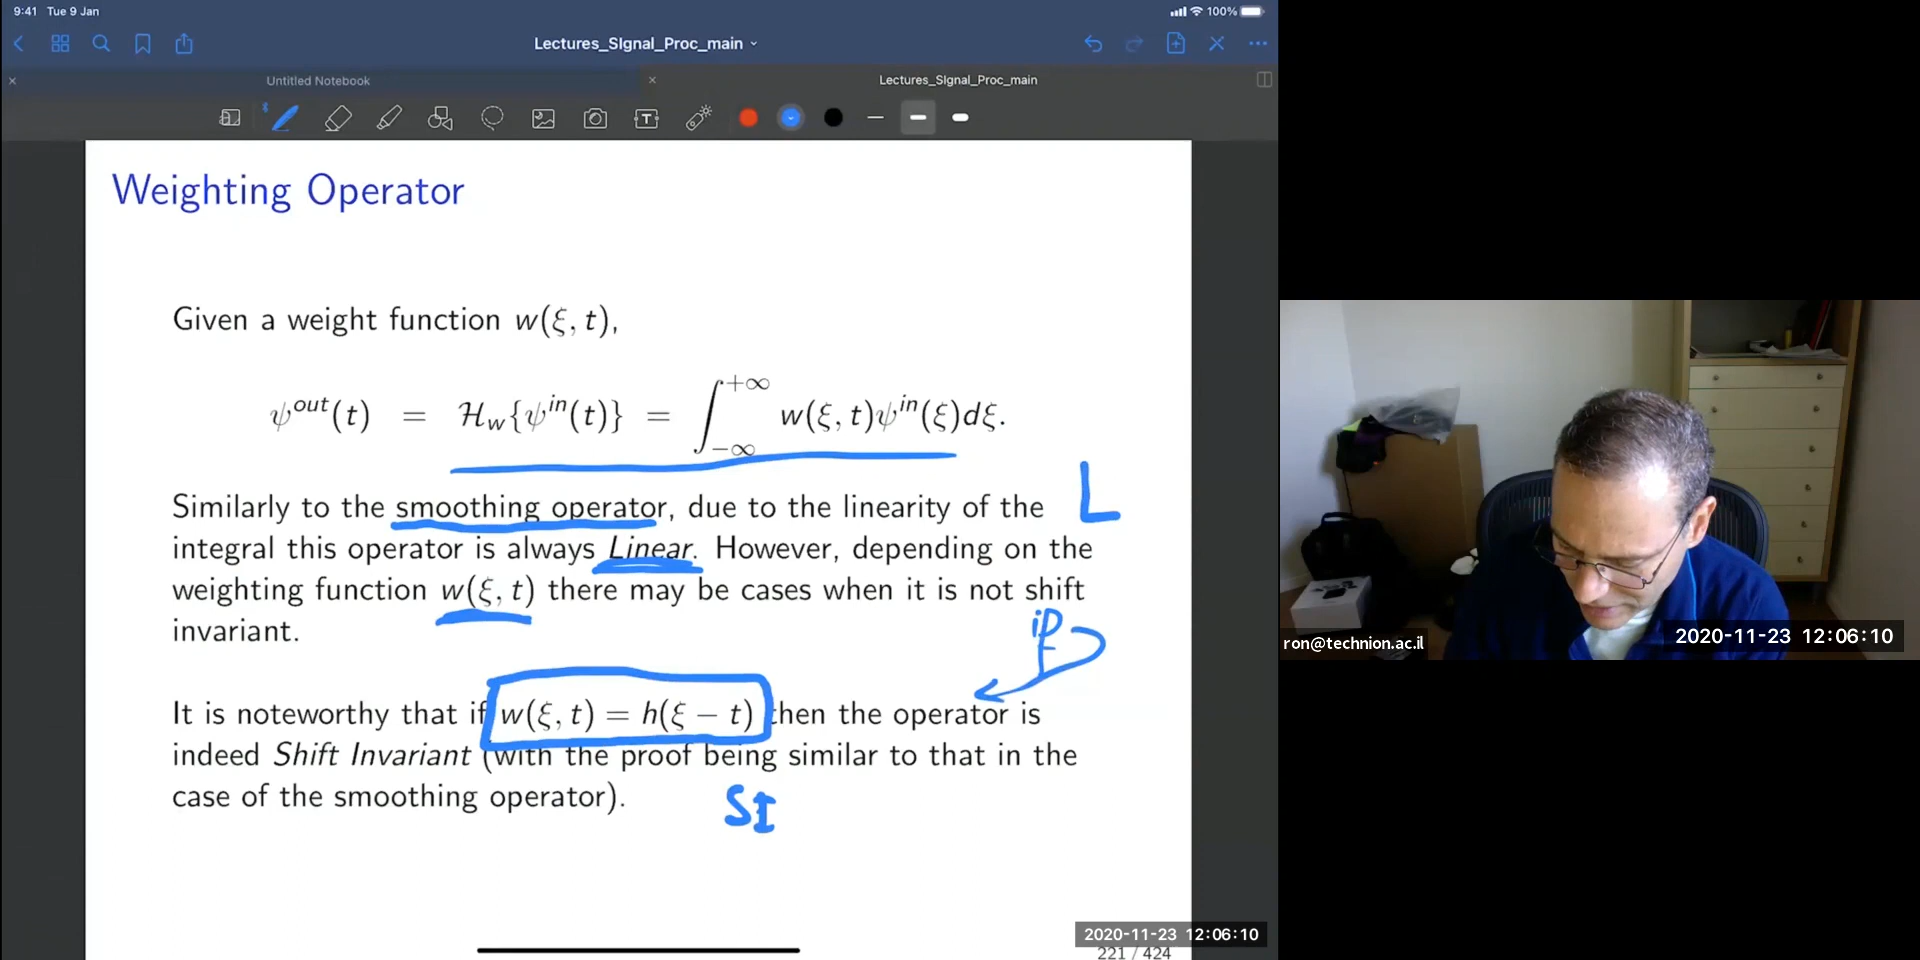 9:41 Tue 9 Jan
100%
Lectures_SIgnal_Proc_main
Untitled Notebook
Lectures_SIgnal_Proc_main
Weighting Operator
Given a weight function w(ξ, t),
ψ^out(t) = H_w{ψ^in(t)} = ∫_{−∞}^{+∞} w(ξ, t)ψ^in(ξ)dξ.
Similarly to the smoothing operator, due to the linearity of the L
integral this operator is always Linear. However, depending on the
weighting function w(ξ, t) there may be cases when it is not shift
invariant.
It is noteworthy that if w(ξ, t) = h(ξ − t) then the operator is
indeed Shift Invariant (with the proof being similar to that in the
case of the smoothing operator).
SI
2020-11-23 12:06:10
221 / 424
ron@technion.ac.il
2020-11-23 12:06:10